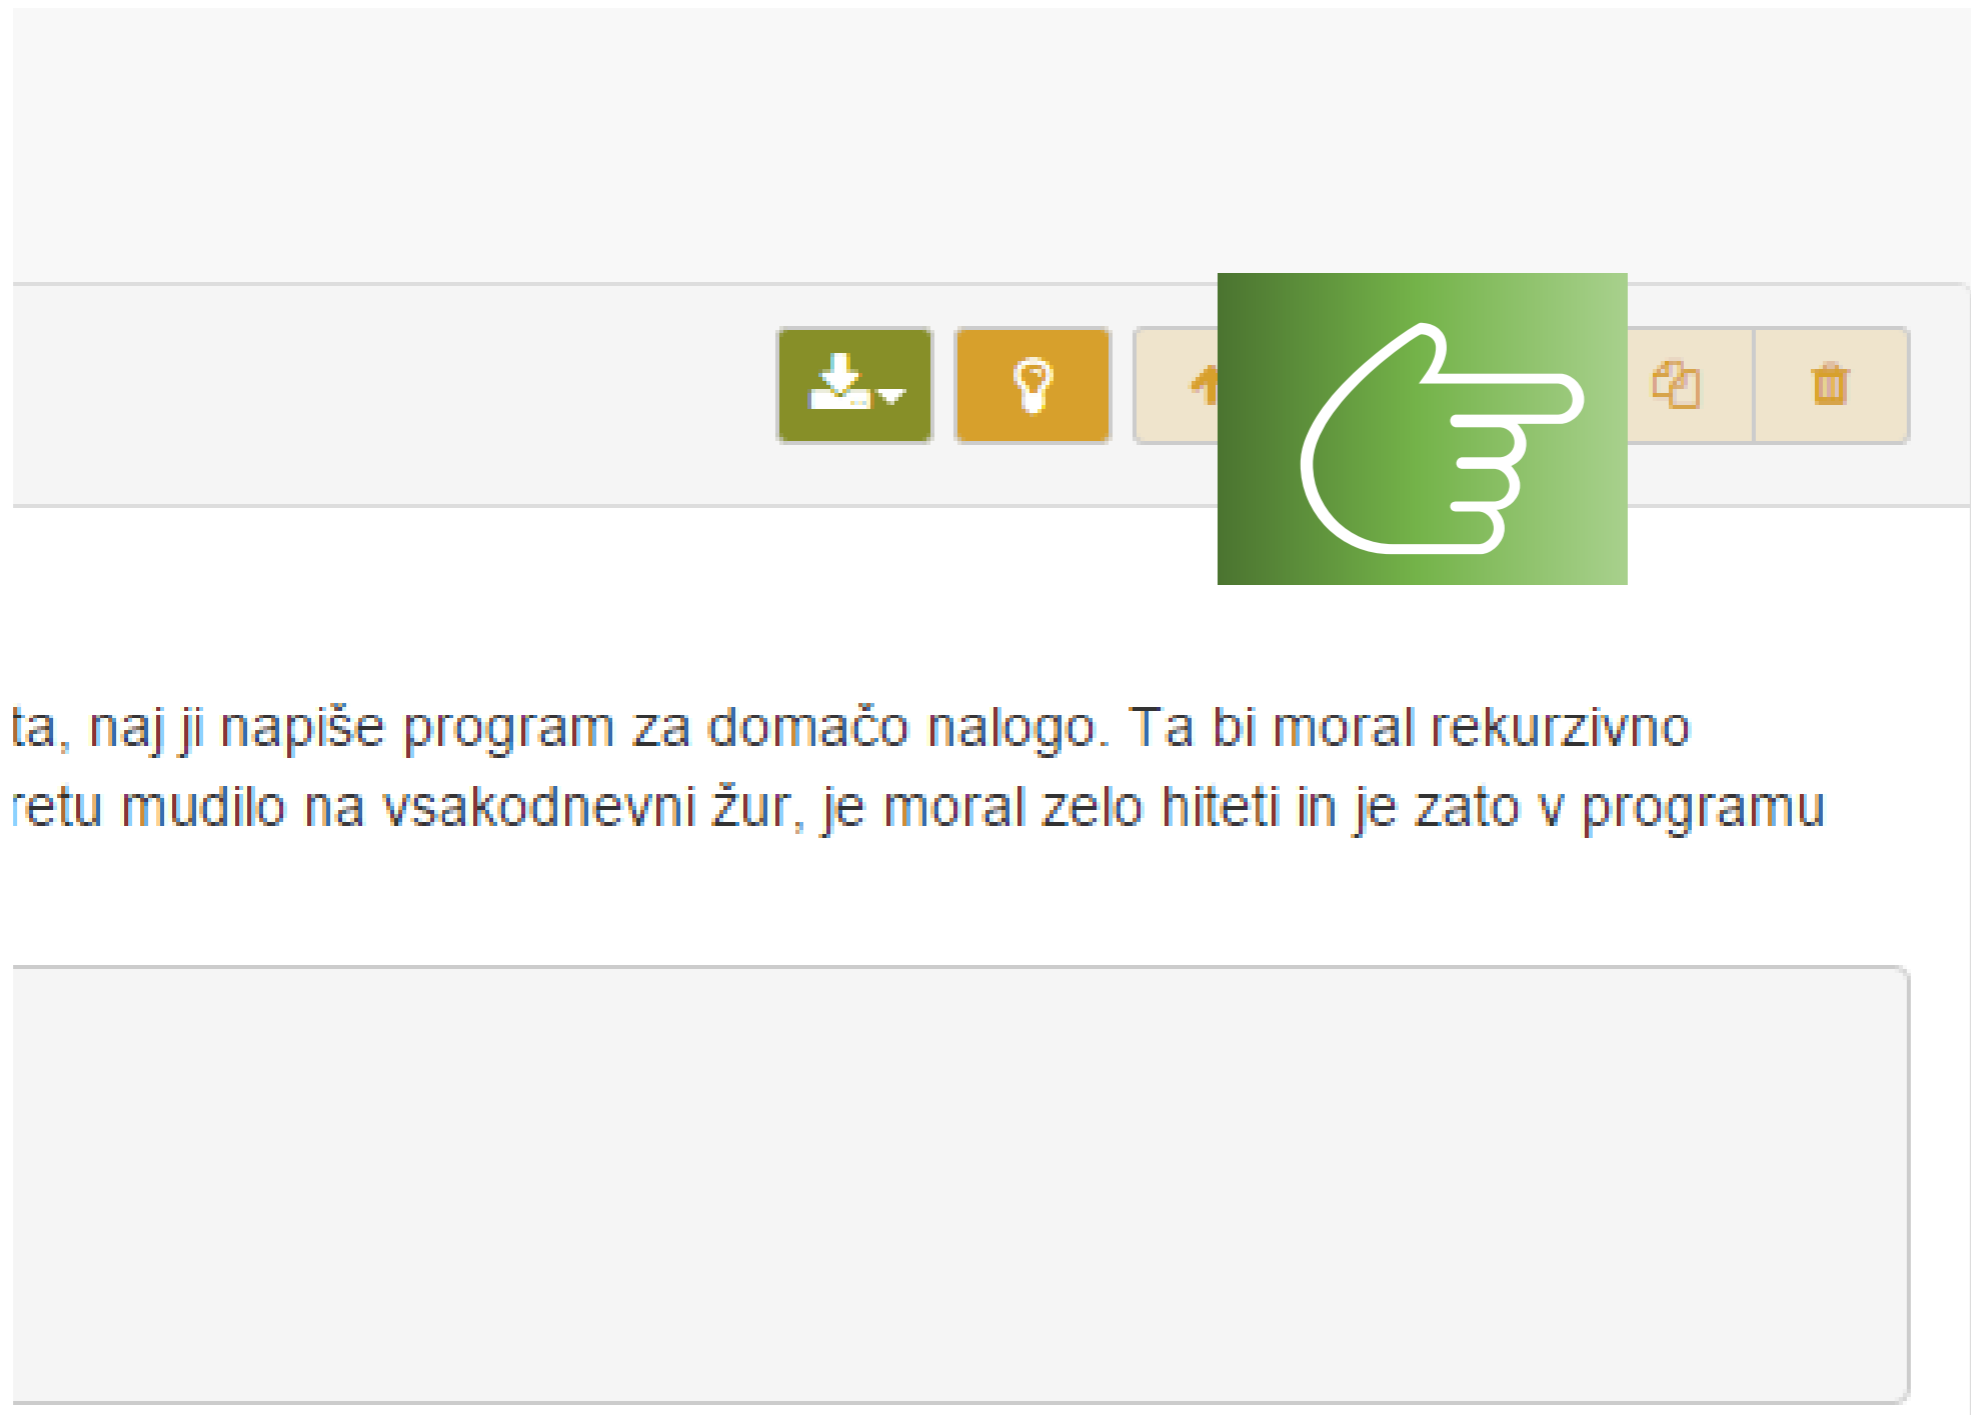 ta, naj ji napiše program za domačo nalogo. Ta bi moral rekurzivno
retu mudilo na vsakodnevni žur, je moral zelo hiteti in je zato v programu